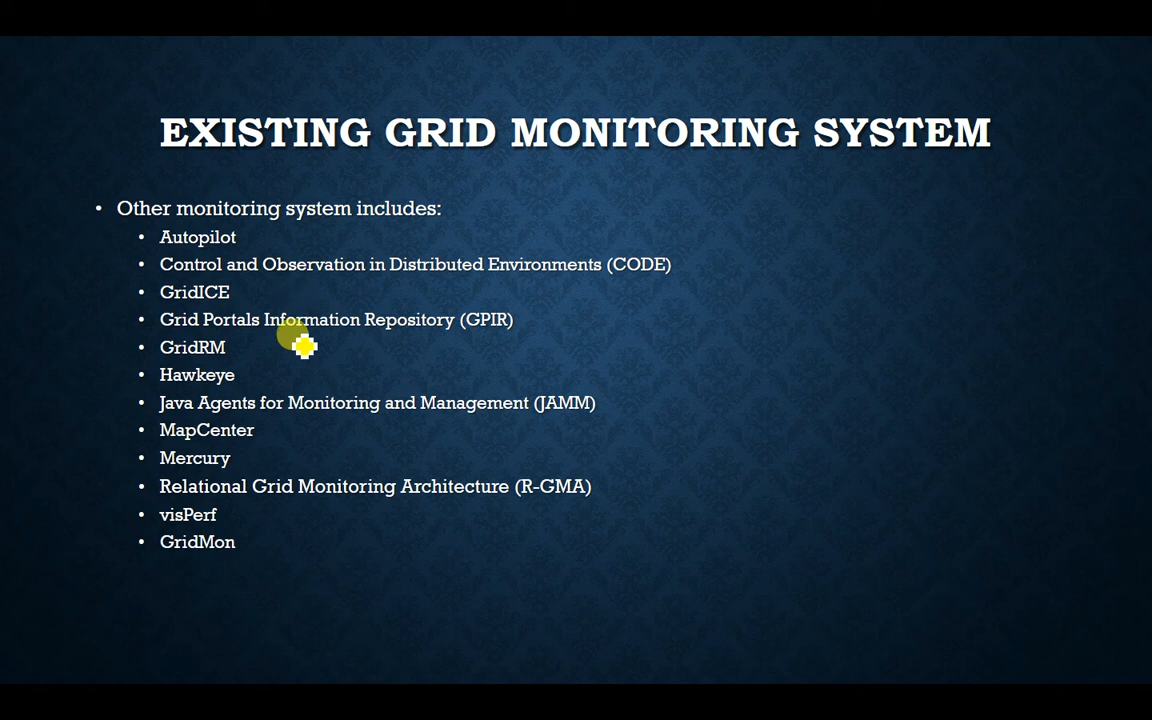 EXISTING GRID MONITORING SYSTEM
• Other monitoring system includes:
• Autopilot
• Control and Observation in Distributed Environments (CODE)
• GridICE
• Grid Portals Information Repository (GPIR)
• GridRM
• Hawkeye
• Java Agents for Monitoring and Management (JAMM)
• MapCenter
• Mercury
• Relational Grid Monitoring Architecture (R-GMA)
• visPerf
• GridMon